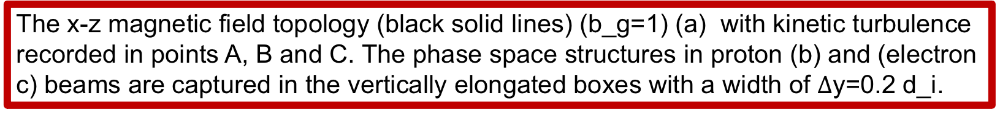 The x-z magnetic field topology (black solid lines) (b_g=1) (a)  with kinetic turbulence
recorded in points A, B and C. The phase space structures in proton (b) and (electron
c) beams are captured in the vertically elongated boxes with a width of Δy=0.2 d_i.